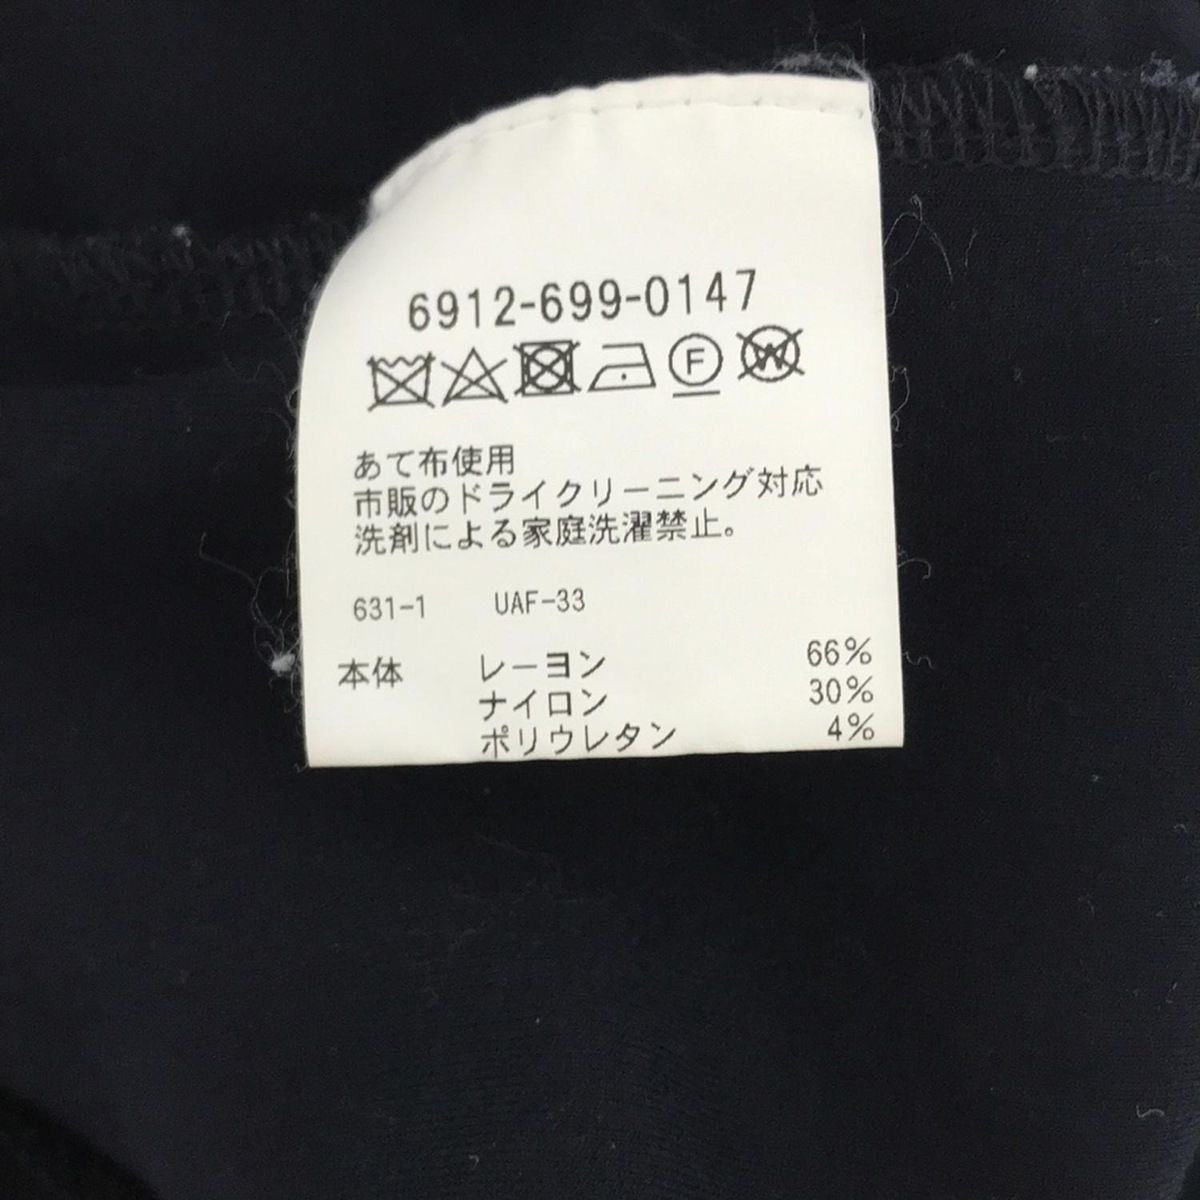 6912-699-0147
F W
あて布使用
市販のドライクリーニング対応
洗剤による家庭洗濯禁止。
631-1 UAF-33
本体 レーヨン 66%
ナイロン 30%
ポリウレタン 4%